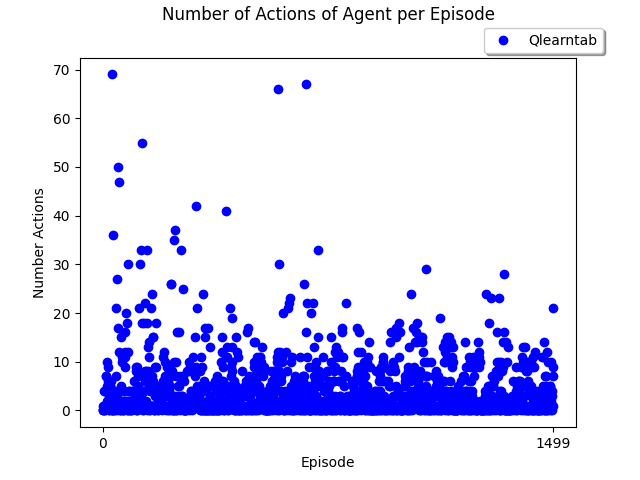 Number of Actions of Agent per Episode
Qlearntab
70
60
50
40
30
20
10
0
Number Actions
0 1499
Episode